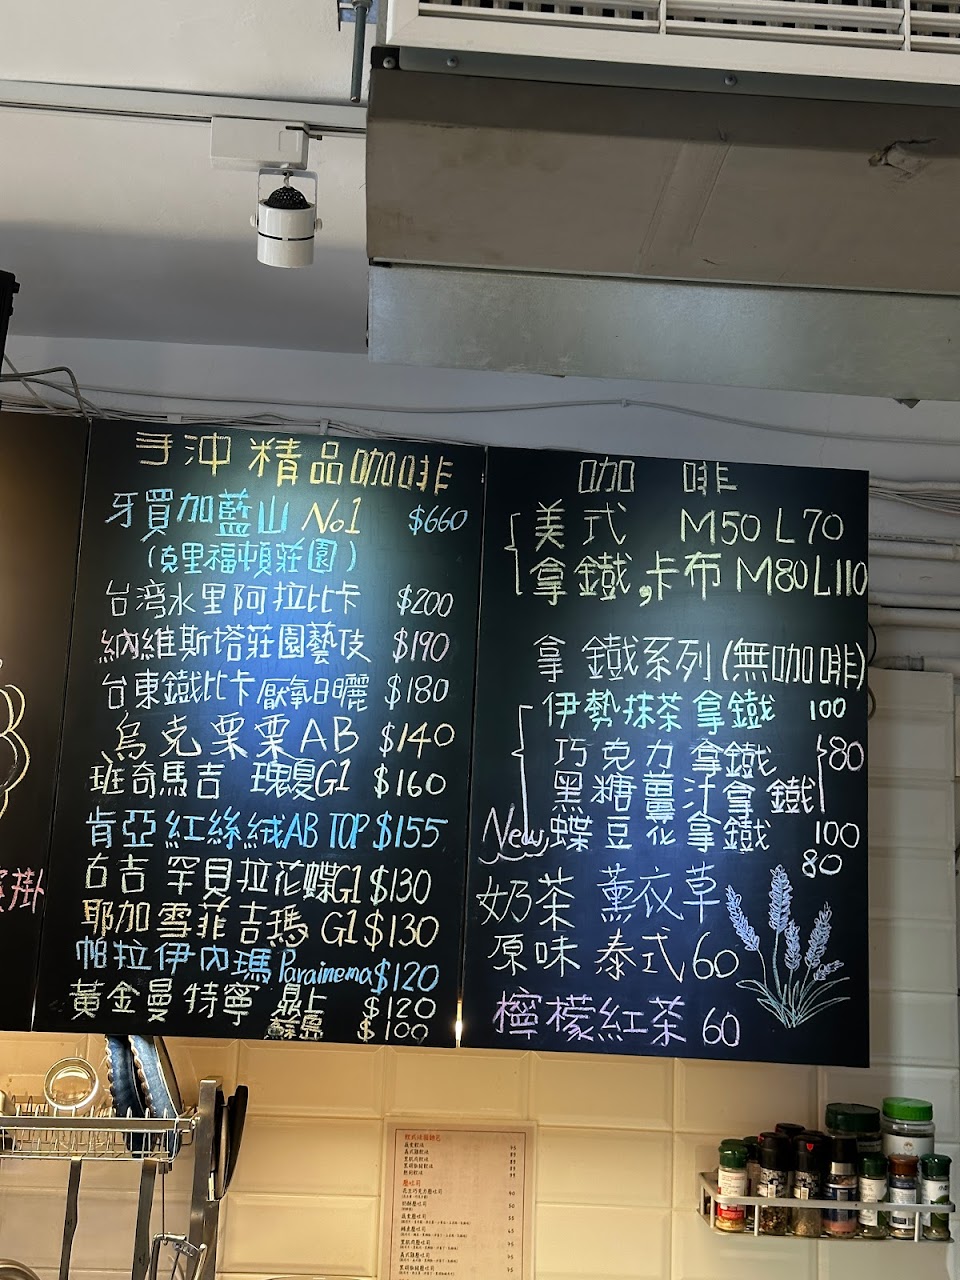 手沖精品咖啡
牙買加藍山 No1 $660
(克里福頓莊園)
台灣水里阿拉比卡 $200
納維斯塔莊園藝伎 $190
台東鐵比卡厭氧日曬 $180
烏克栗栗AB $140
班奇馬吉 瑰夏G1 $160
肯亞紅絲絨AB TOP $155
古吉 罕貝拉花蝶G1 $130
耶加雪菲吉瑪 G1 $130
帕拉伊內瑪 Parainema $120
黃金曼特寧 鼎上 $120
$100
咖啡
美式 M50 L70
拿鐵,卡布 M80 L110
拿鐵系列(無咖啡)
伊勢抹茶拿鐵 100
巧克力拿鐵 80
黑糖薑汁拿鐵
New 蝶豆花拿鐵 100
80
奶茶 薰衣草
原味 泰式 60
檸檬紅茶 60
掛